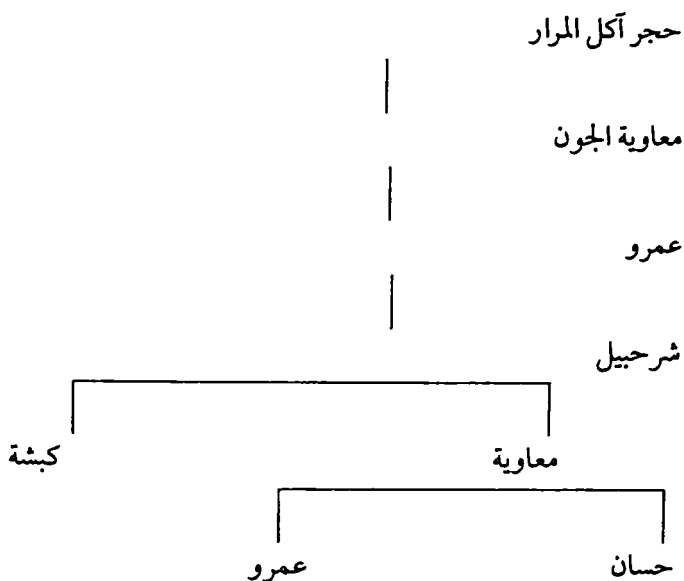 حجر آكل المرار
معاوية الجون
عمرو
شرحبيل
معاوية كبشة
حسان عمرو